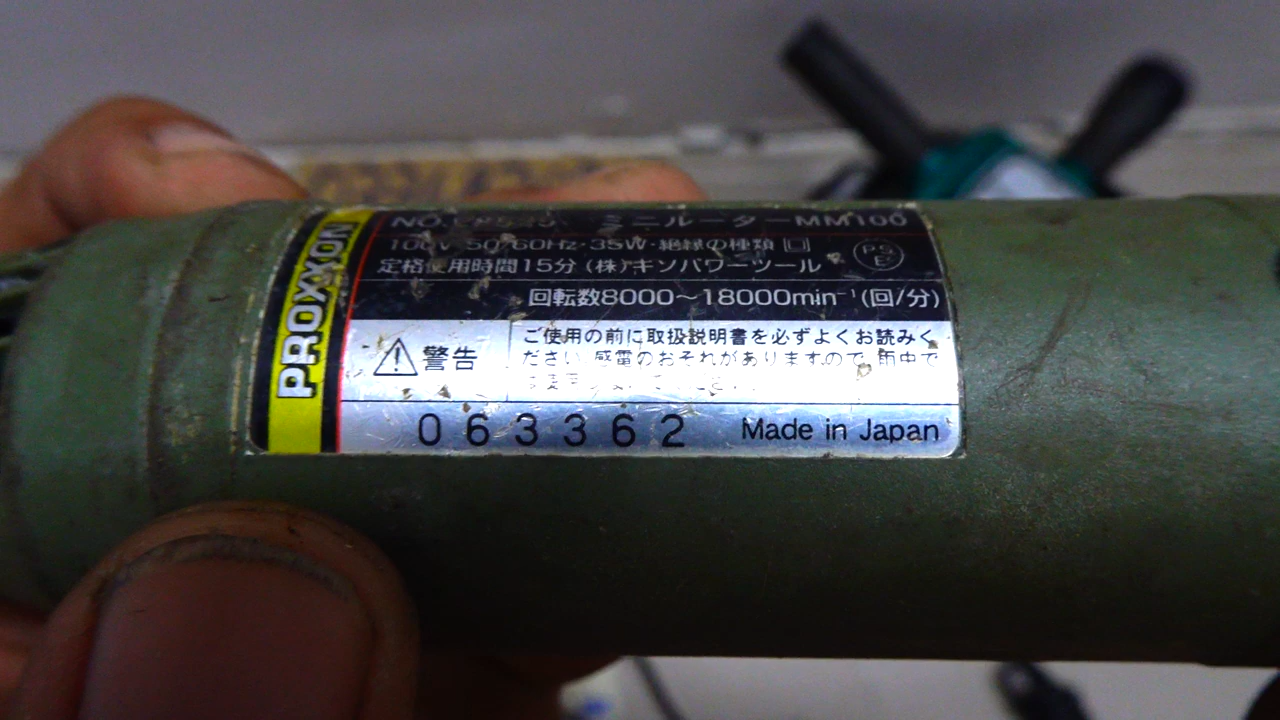 PROXXON
NO. ミニルーターMM100
100V・50/60Hz・35W・絶縁の種類 回
PS E
定格使用時間15分 (株)キソパワーツール
回転数8000～18000min⁻¹(回/分)
警告
ご使用の前に取扱説明書を必ずよくお読みく
ださい。感電のおそれがありますので、雨中で
063362 Made in Japan